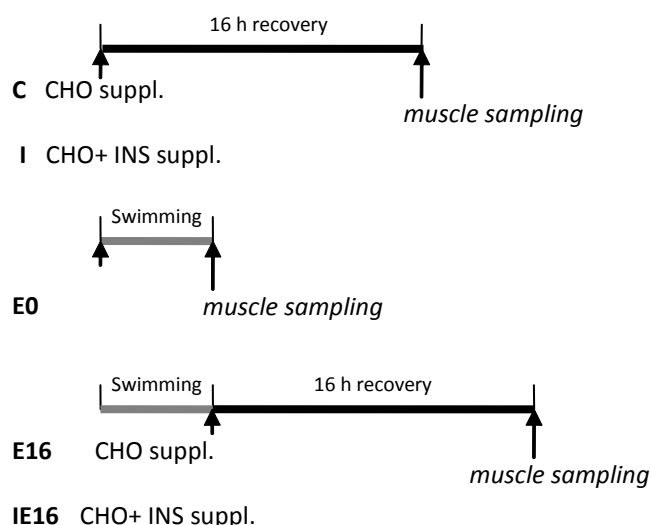 16 h recovery
C CHO suppl.
muscle sampling
I CHO+ INS suppl.
Swimming
E0 muscle sampling
Swimming 16 h recovery
E16 CHO suppl.
muscle sampling
IE16 CHO+ INS suppl.